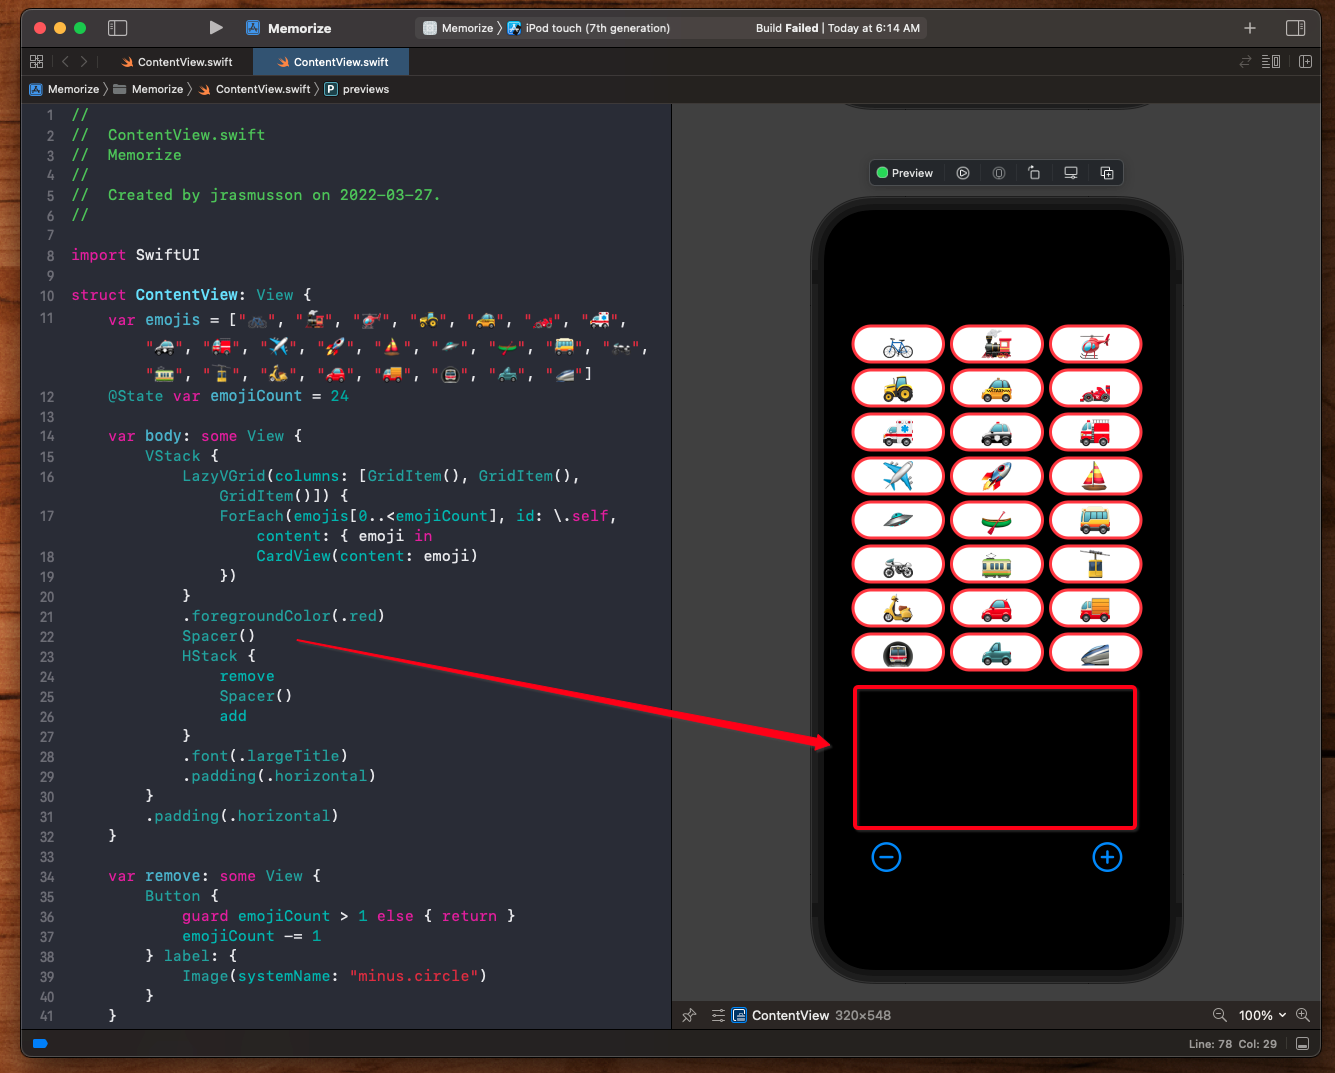 Memorize
Memorize
iPod touch (7th generation)
Build Failed | Today at 6:14 AM
ContentView.swift
ContentView.swift
Memorize
Memorize
ContentView.swift
P previews
1 //
2 //  ContentView.swift
3 //  Memorize
4 //
5 //  Created by jrasmusson on 2022-03-27.
6 //
7
8 import SwiftUI
9
10 struct ContentView: View {
11     var emojis = ["🚲", "🚂", "🚁", "🚜", "🚕", "🏎", "🚑",
"🚓", "🚒", "✈️", "🚀", "⛵️", "🛸", "🛶", "🚌", "🏍",
"🚋", "🚠", "🛵", "🚗", "🚚", "🚇", "🛻", "🚄"]
12     @State var emojiCount = 24
13
14     var body: some View {
15         VStack {
16             LazyVGrid(columns: [GridItem(), GridItem(),
GridItem()]) {
17                 ForEach(emojis[0..<emojiCount], id: \.self,
content: { emoji in
18                     CardView(content: emoji)
19                 })
20             }
21             .foregroundColor(.red)
22             Spacer()
23             HStack {
24                 remove
25                 Spacer()
26                 add
27             }
28             .font(.largeTitle)
29             .padding(.horizontal)
30         }
31         .padding(.horizontal)
32     }
33
34     var remove: some View {
35         Button {
36             guard emojiCount > 1 else { return }
37             emojiCount -= 1
38         } label: {
39             Image(systemName: "minus.circle")
40         }
41     }
Preview
TAXI
ContentView 320×548
100%
Line: 78 Col: 29